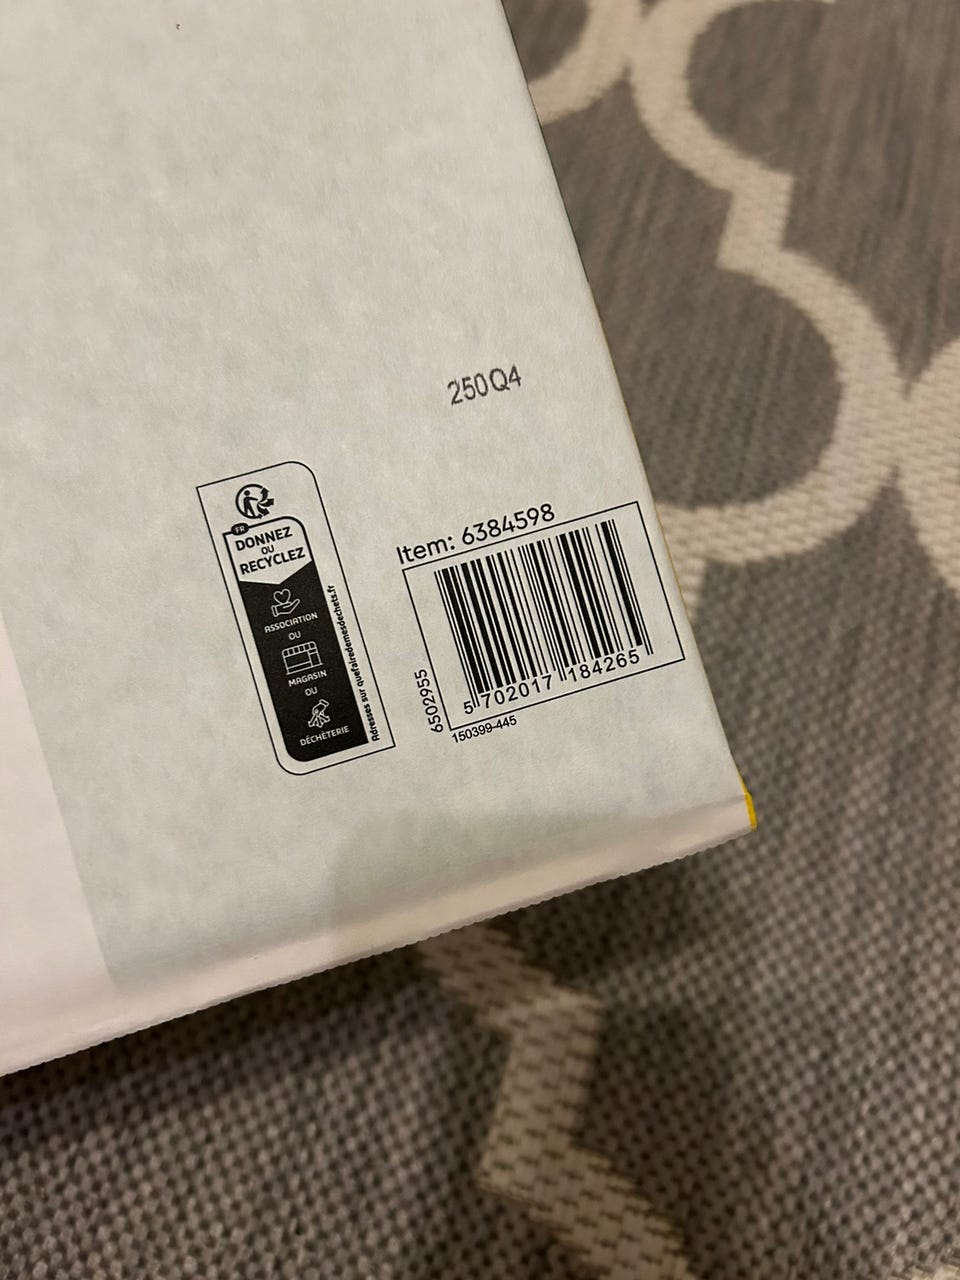 250Q4
FR
DONNEZ
OU
RECYCLEZ
ASSOCIATION
OU
MAGASIN
OU
DÉCHÈTERIE
Adresses sur quefairedemesdechets.fr
Item: 6384598
6502955
5 702017 184265
150399-445